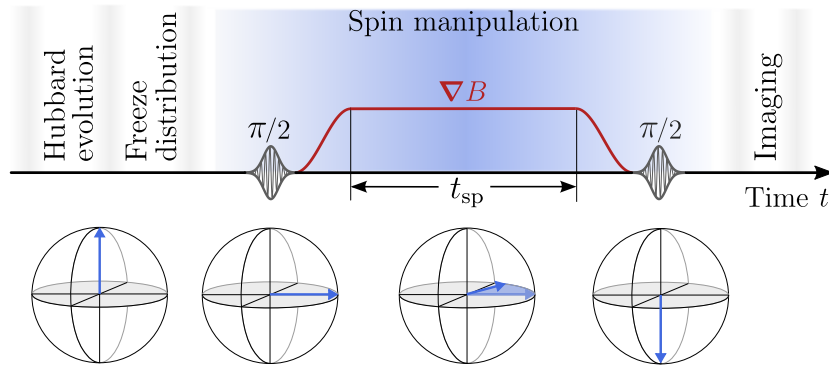 Spin manipulation
Hubbard
evolution
Freeze
distribution
π/2
∇B
π/2
Imaging
t_sp
Time t